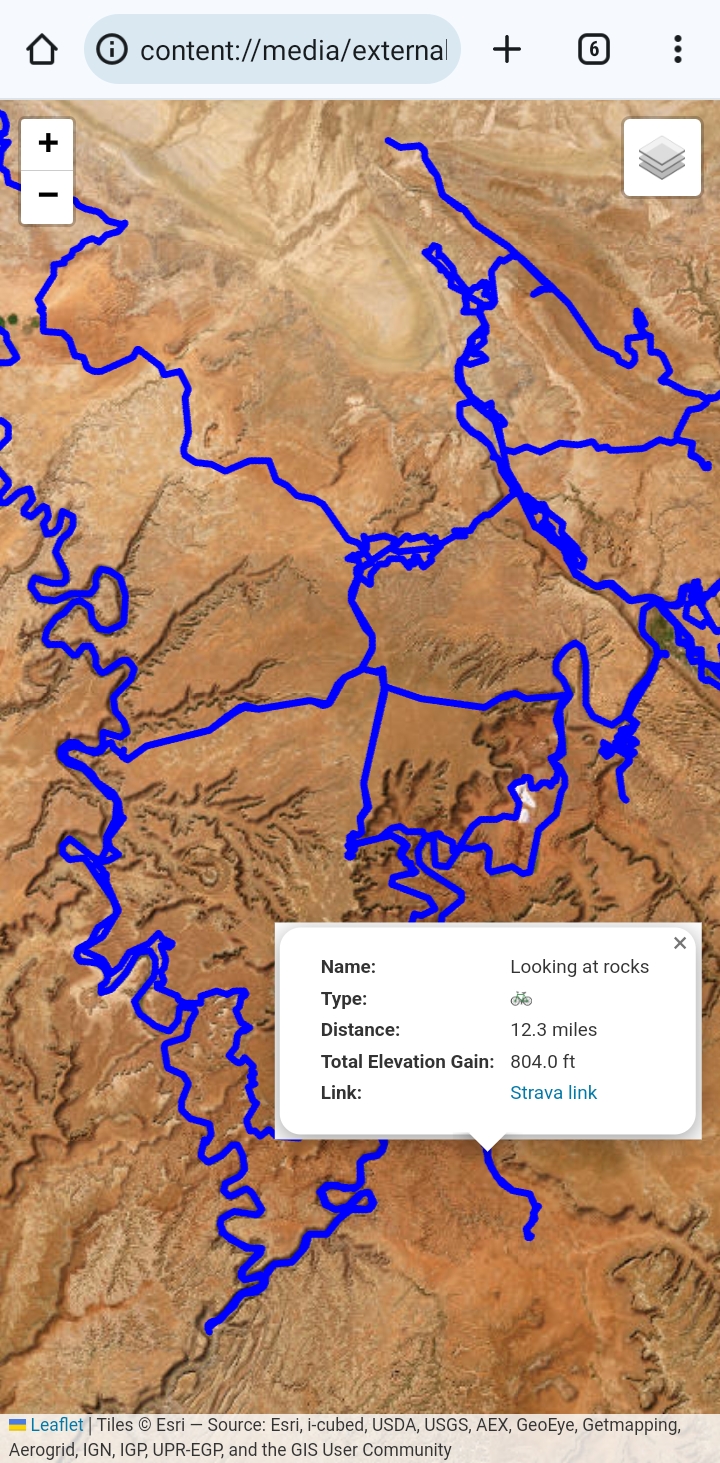 content://media/external
6
+
−
×
Name: Looking at rocks
Type: 🚲
Distance: 12.3 miles
Total Elevation Gain: 804.0 ft
Link: Strava link
Leaflet | Tiles © Esri — Source: Esri, i-cubed, USDA, USGS, AEX, GeoEye, Getmapping,
Aerogrid, IGN, IGP, UPR-EGP, and the GIS User Community